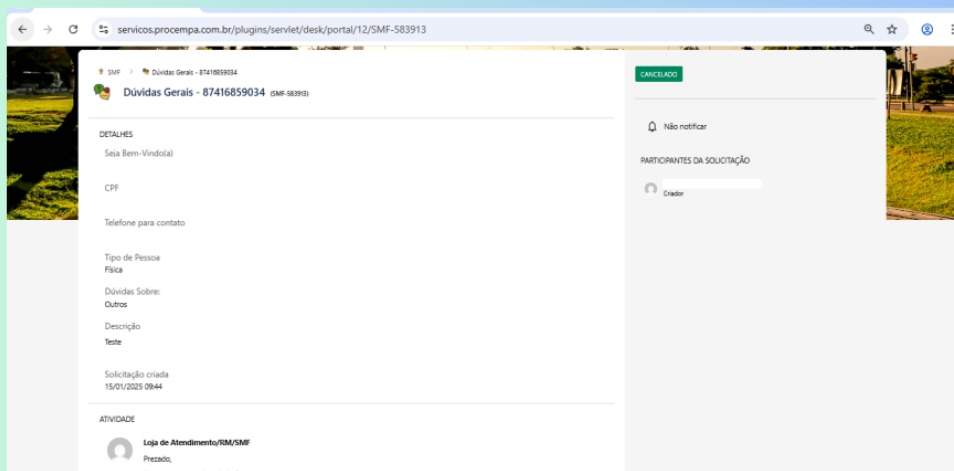 servicos.procempa.com.br/plugins/servlet/desk/portal/12/SMF-583913
SMF > Dúvidas Gerais - 87416859034
Dúvidas Gerais - 87416859034 (SMF-583913)
DETALHES
Seja Bem-Vindo(a)
CPF
Telefone para contato
Tipo de Pessoa
Física
Dúvidas Sobre:
Outros
Descrição
Teste
Solicitação criada
15/01/2025 09:44
ATIVIDADE
Loja de Atendimento/RM/SMF
Prezado,
CANCELADO
Não notificar
PARTICIPANTES DA SOLICITAÇÃO
Criador